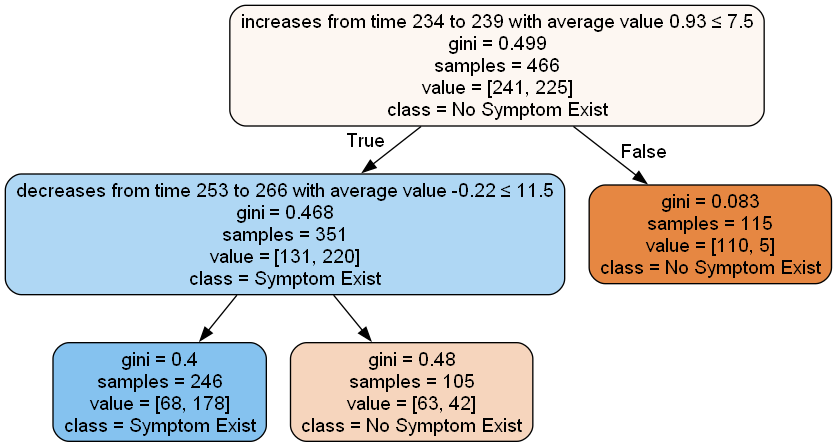 increases from time 234 to 239 with average value 0.93 ≤ 7.5
gini = 0.499
samples = 466
value = [241, 225]
class = No Symptom Exist
True
False
decreases from time 253 to 266 with average value -0.22 ≤ 11.5
gini = 0.468
samples = 351
value = [131, 220]
class = Symptom Exist
gini = 0.083
samples = 115
value = [110, 5]
class = No Symptom Exist
gini = 0.4
samples = 246
value = [68, 178]
class = Symptom Exist
gini = 0.48
samples = 105
value = [63, 42]
class = No Symptom Exist